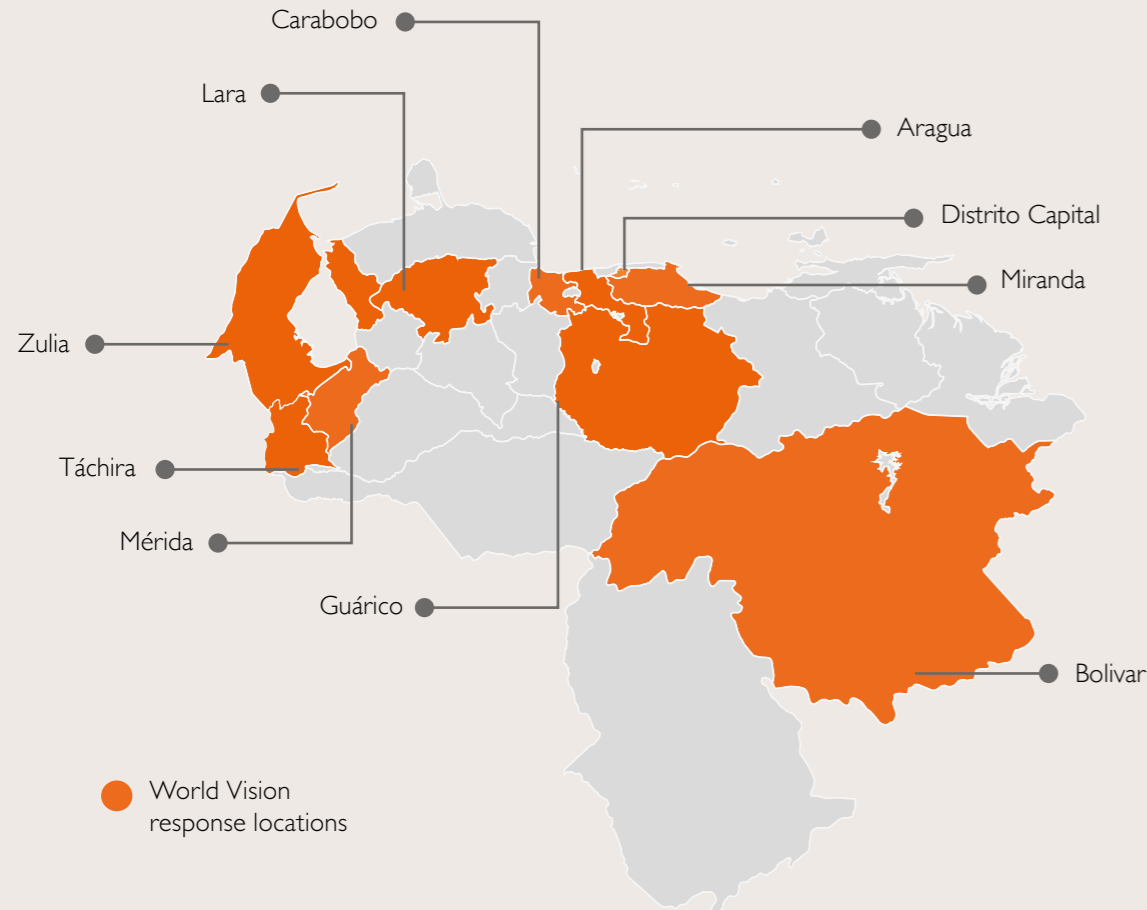 Carabobo
Lara
Aragua
Distrito Capital
Miranda
Zulia
Táchira
Mérida
Guárico
Bolivar
World Vision
response locations